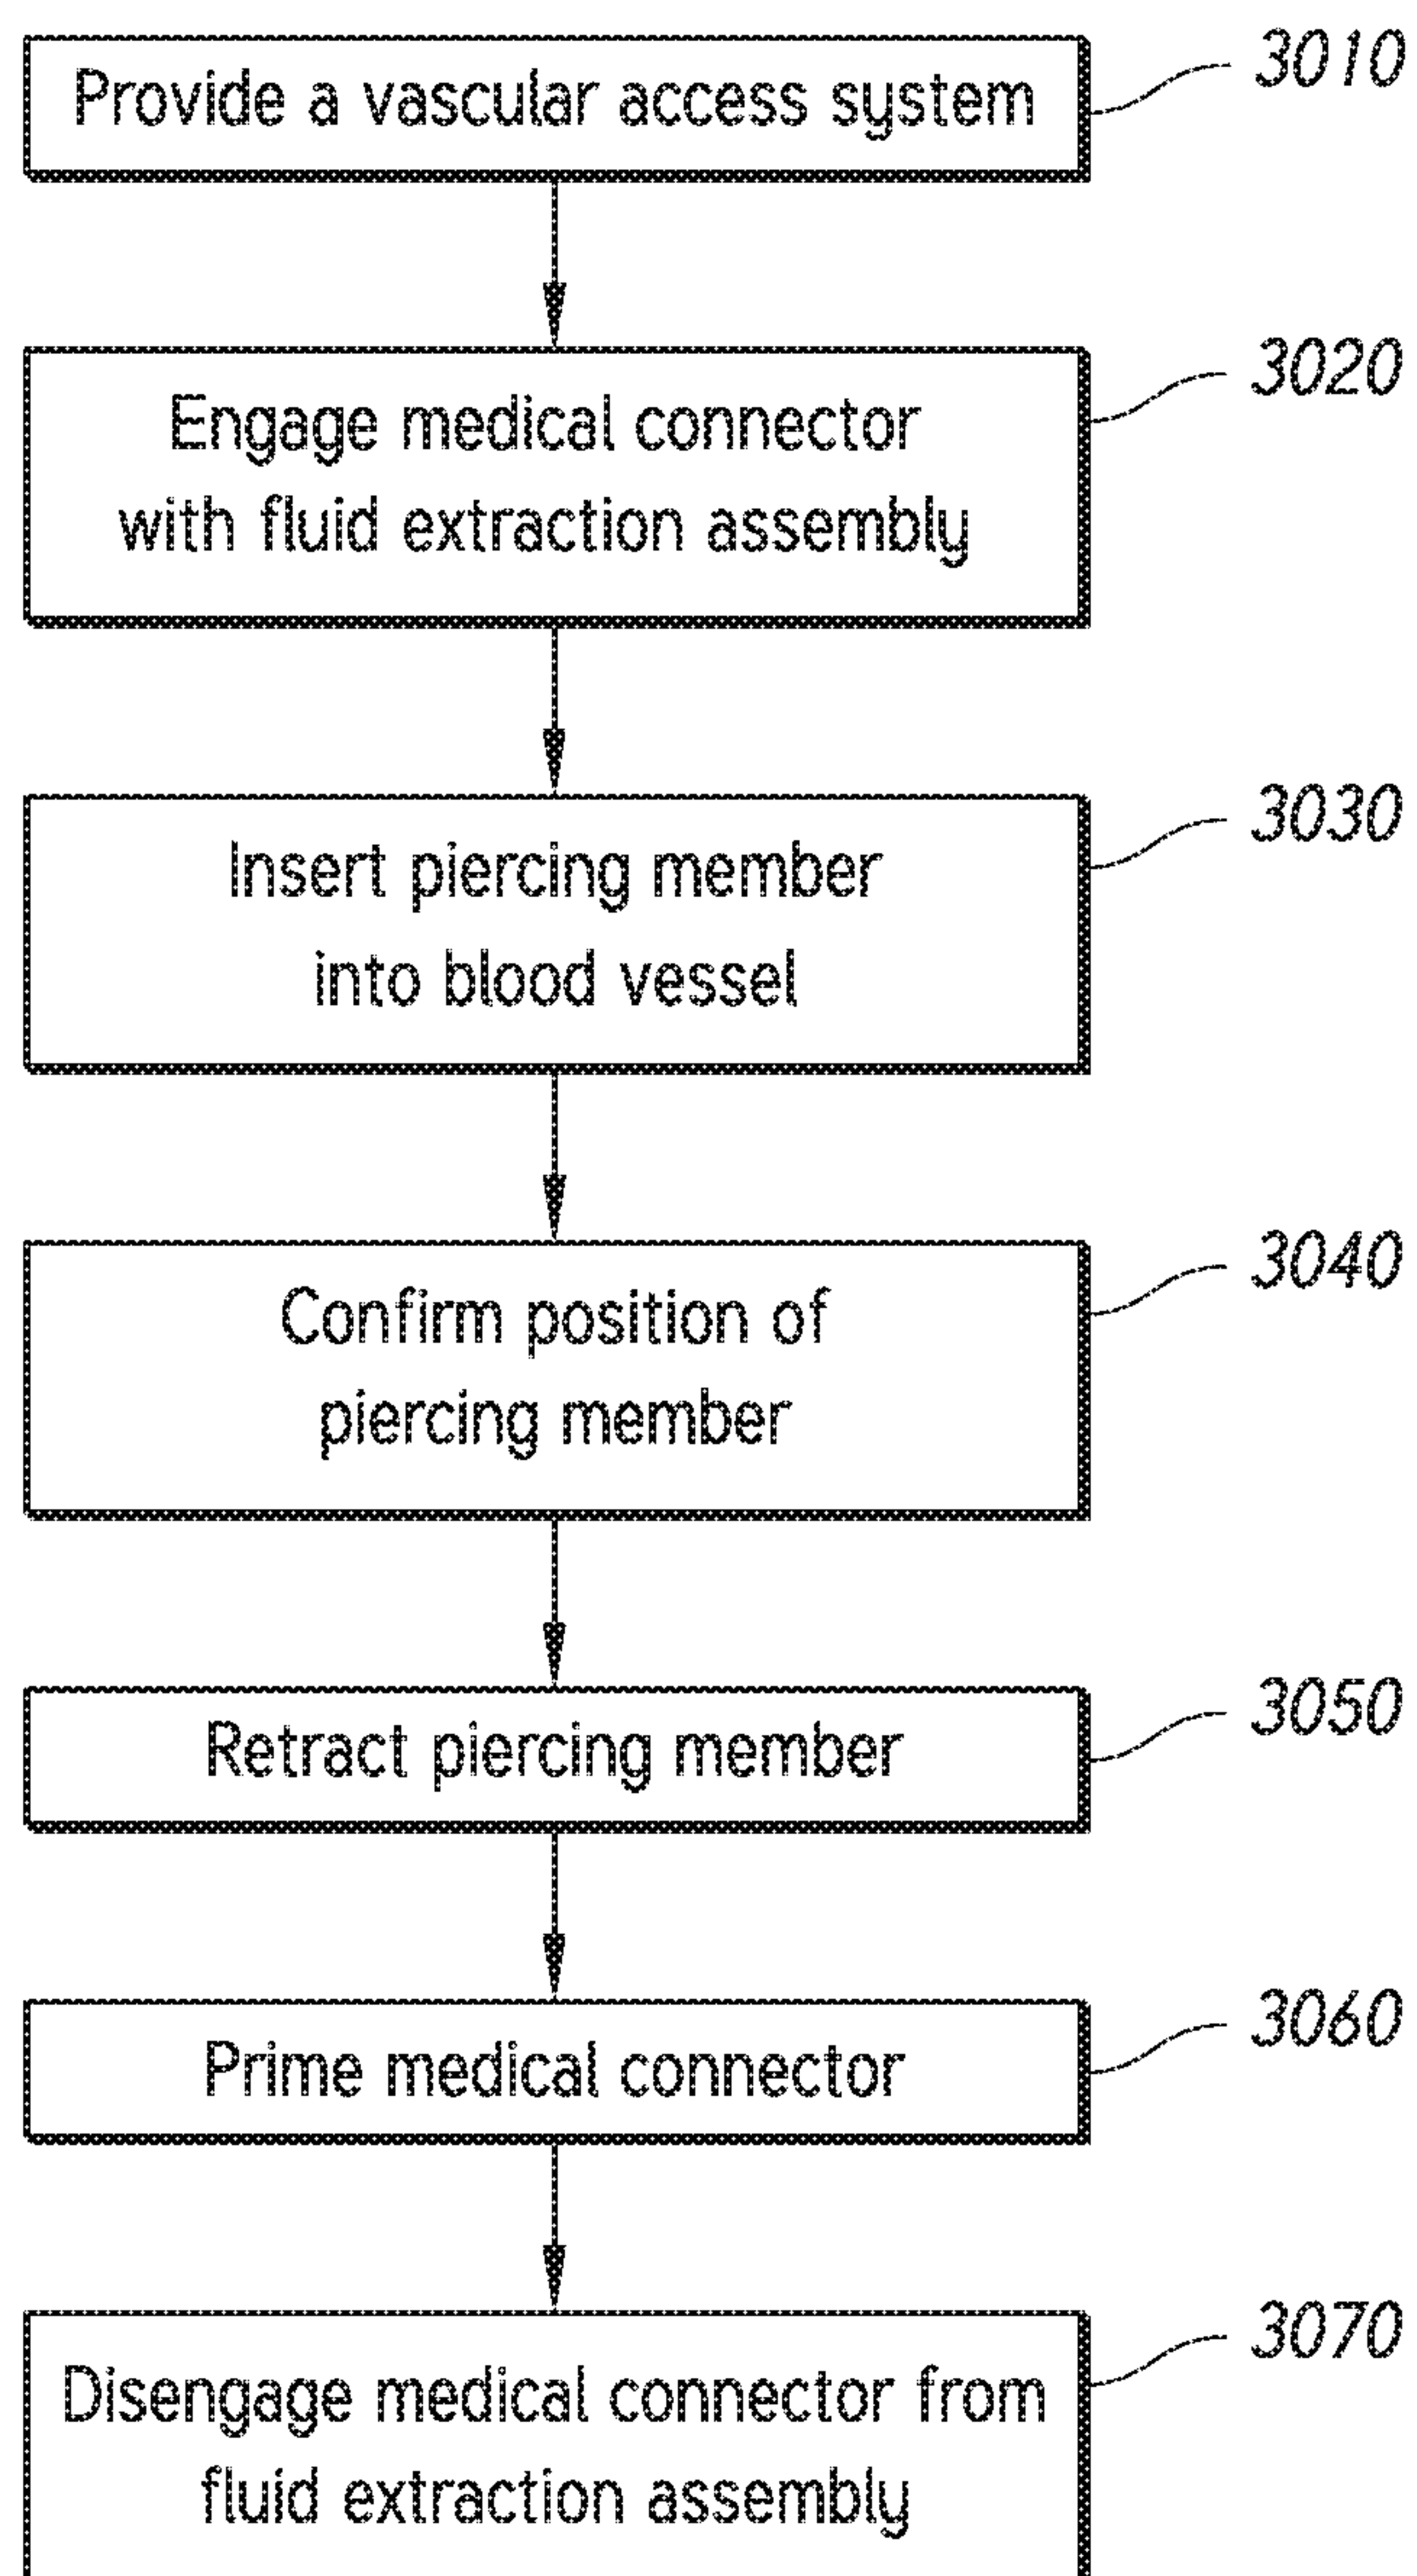 Provide a vascular access system
3010
Engage medical connector
with fluid extraction assembly
3020
Insert piercing member
into blood vessel
3030
Confirm position of
piercing member
3040
Retract piercing member
3050
Prime medical connector
3060
Disengage medical connector from
fluid extraction assembly
3070